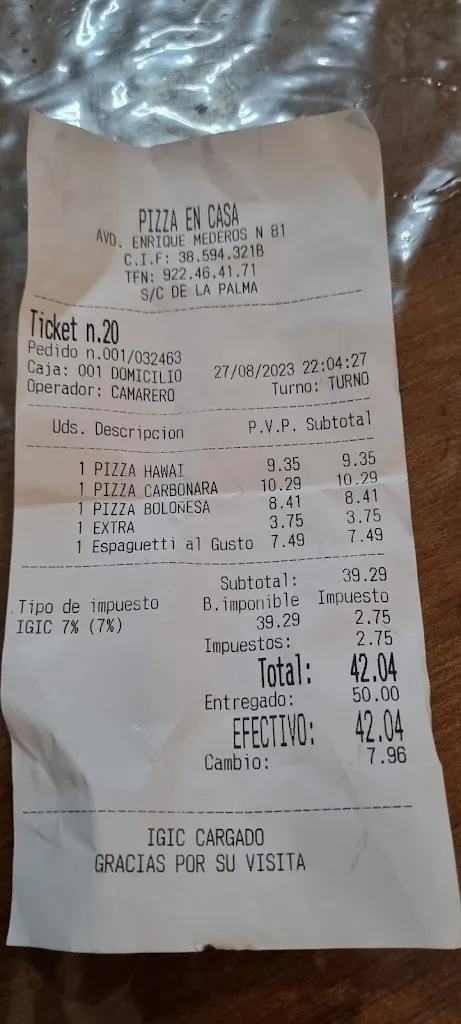 PIZZA EN CASA
AVD. ENRIQUE MEDEROS N 81
C.I.F: 38.594.321B
TFN: 922.46.41.71
S/C DE LA PALMA
Ticket n.20
Pedido n.001/032463
Caja: 001 DOMICILIO 27/08/2023 22:04:27
Operador: CAMARERO Turno: TURNO
Uds. Descripcion P.V.P. Subtotal
1 PIZZA HAWAI 9.35 9.35
1 PIZZA CARBONARA 10.29 10.29
1 PIZZA BOLOÑESA 8.41 8.41
1 EXTRA 3.75 3.75
1 Espaguetti al Gusto 7.49 7.49
Subtotal: 39.29
Tipo de impuesto B.imponible Impuesto
IGIC 7% (7%) 39.29 2.75
Impuestos: 2.75
Total: 42.04
Entregado: 50.00
EFECTIVO: 42.04
Cambio: 7.96
IGIC CARGADO
GRACIAS POR SU VISITA